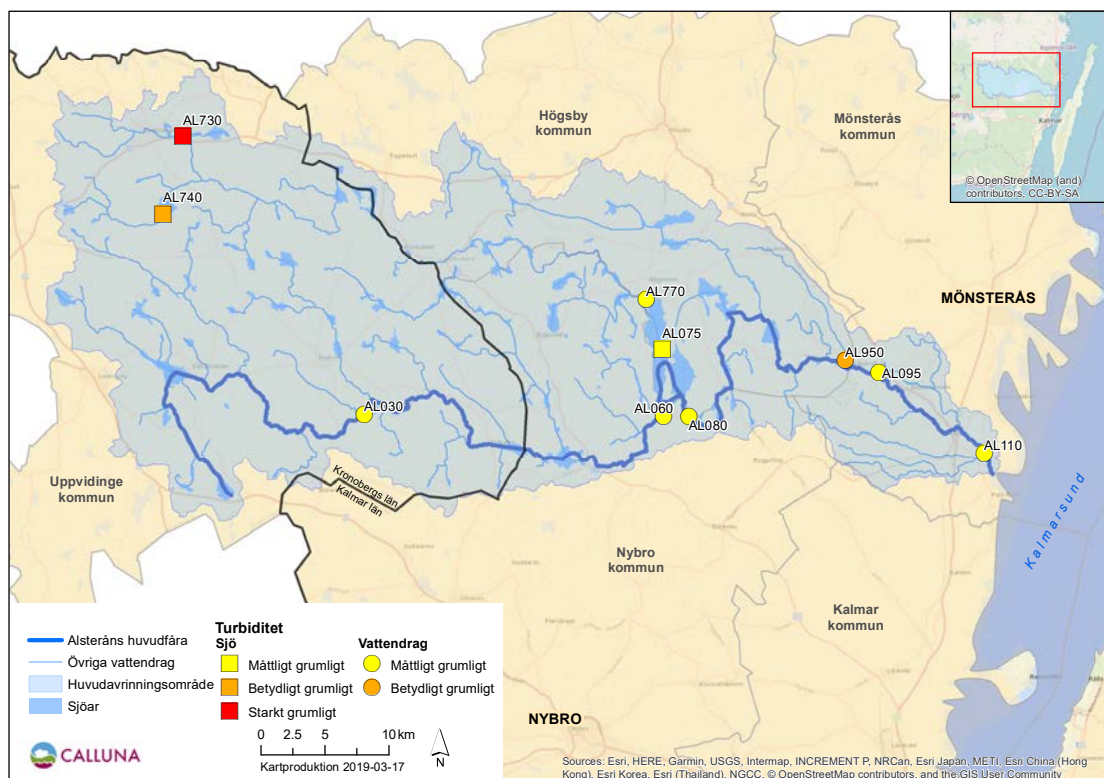 AL730
AL740
Högsby
kommun
Mönsterås
kommun
© OpenStreetMap (and)
contributors, CC-BY-SA
Kalmar
AL770
MÖNSTERÅS
AL075
AL950
AL095
AL030
AL060
AL080
AL110
Uppvidinge
kommun
Kronobergs län
Kalmar län
Kalmarsund
Nybro
kommun
Kalmar
kommun
Alsteråns huvudfåra
Övriga vattendrag
Huvudavrinningsområde
Sjöar
Turbiditet
Sjö
Måttligt grumligt
Betydligt grumligt
Starkt grumligt
Vattendrag
Måttligt grumligt
Betydligt grumligt
NYBRO
0 2.5 5 10 km
N
CALLUNA
Kartproduktion 2019-03-17
Sources: Esri, HERE, Garmin, USGS, Intermap, INCREMENT P, NRCan, Esri Japan, METI, Esri China (Hong
Kong), Esri Korea, Esri (Thailand), NGCC, © OpenStreetMap contributors, and the GIS User Community